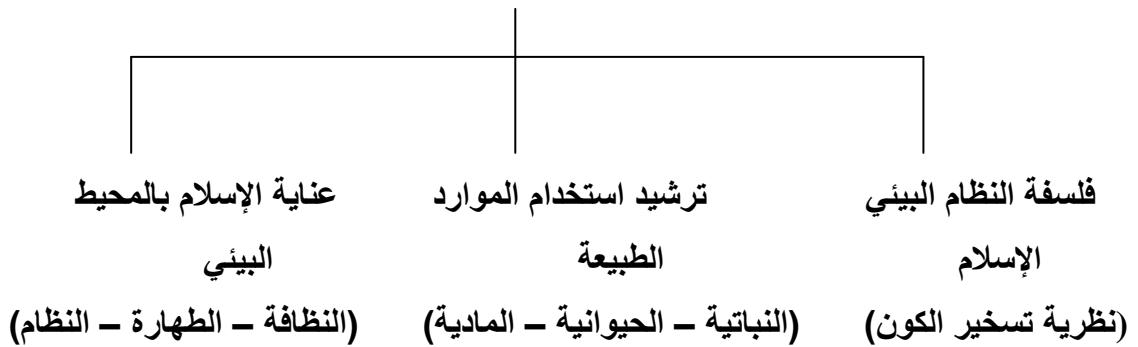 فلسفة النظام البيئي
الإسلام
(نظرية تسخير الكون)
ترشيد استخدام الموارد
الطبيعة
(النباتية – الحيوانية – المادية)
عناية الإسلام بالمحيط
البيئي
(النظافة – الطهارة – النظام)